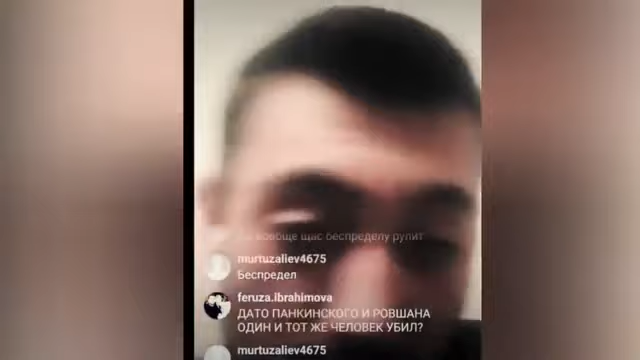 вообще щас беспределу рулит
murtuzaliev4675
Беспредел
feruza.ibrahimova
ДАТО ПАНКИНСКОГО И РОВШАНА
ОДИН И ТОТ ЖЕ ЧЕЛОВЕК УБИЛ?
murtuzaliev4675